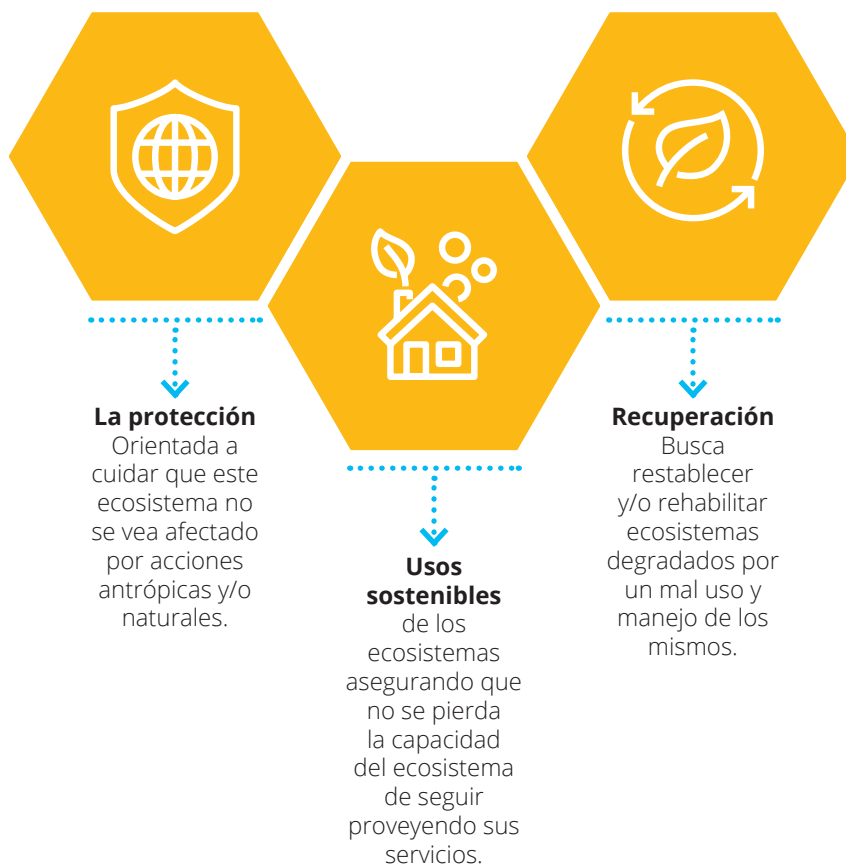 La protección
Orientada a
cuidar que este
ecosistema no
se vea afectado
por acciones
antrópicas y/o
naturales.
Usos
sostenibles
de los
ecosistemas
asegurando que
no se pierda
la capacidad
del ecosistema
de seguir
proveyendo sus
servicios.
Recuperación
Busca
restablecer
y/o rehabilitar
ecosistemas
degradados por
un mal uso y
manejo de los
mismos.